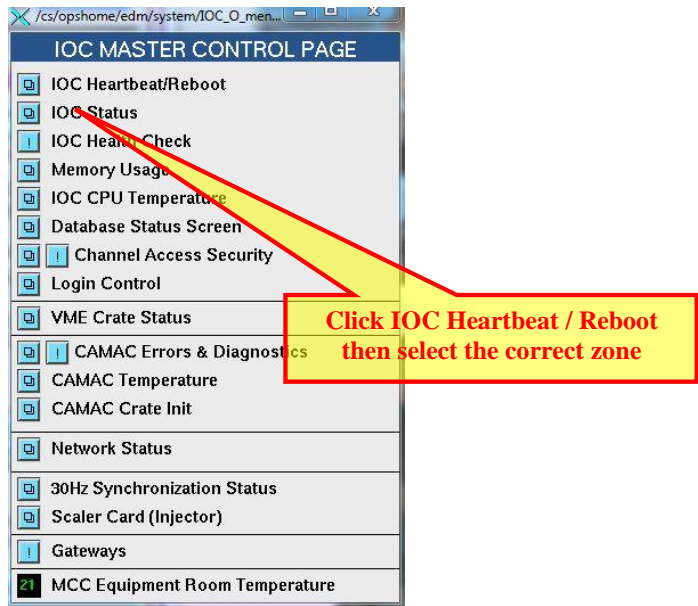 /cs/opshome/edm/system/IOC_O_men...
IOC MASTER CONTROL PAGE
IOC Heartbeat/Reboot
IOC Status
! IOC Health Check
Memory Usage
IOC CPU Temperature
Database Status Screen
! Channel Access Security
Login Control
VME Crate Status
Click IOC Heartbeat / Reboot
then select the correct zone
! CAMAC Errors & Diagnostics
CAMAC Temperature
CAMAC Crate Init
Network Status
30Hz Synchronization Status
Scaler Card (Injector)
! Gateways
21 MCC Equipment Room Temperature